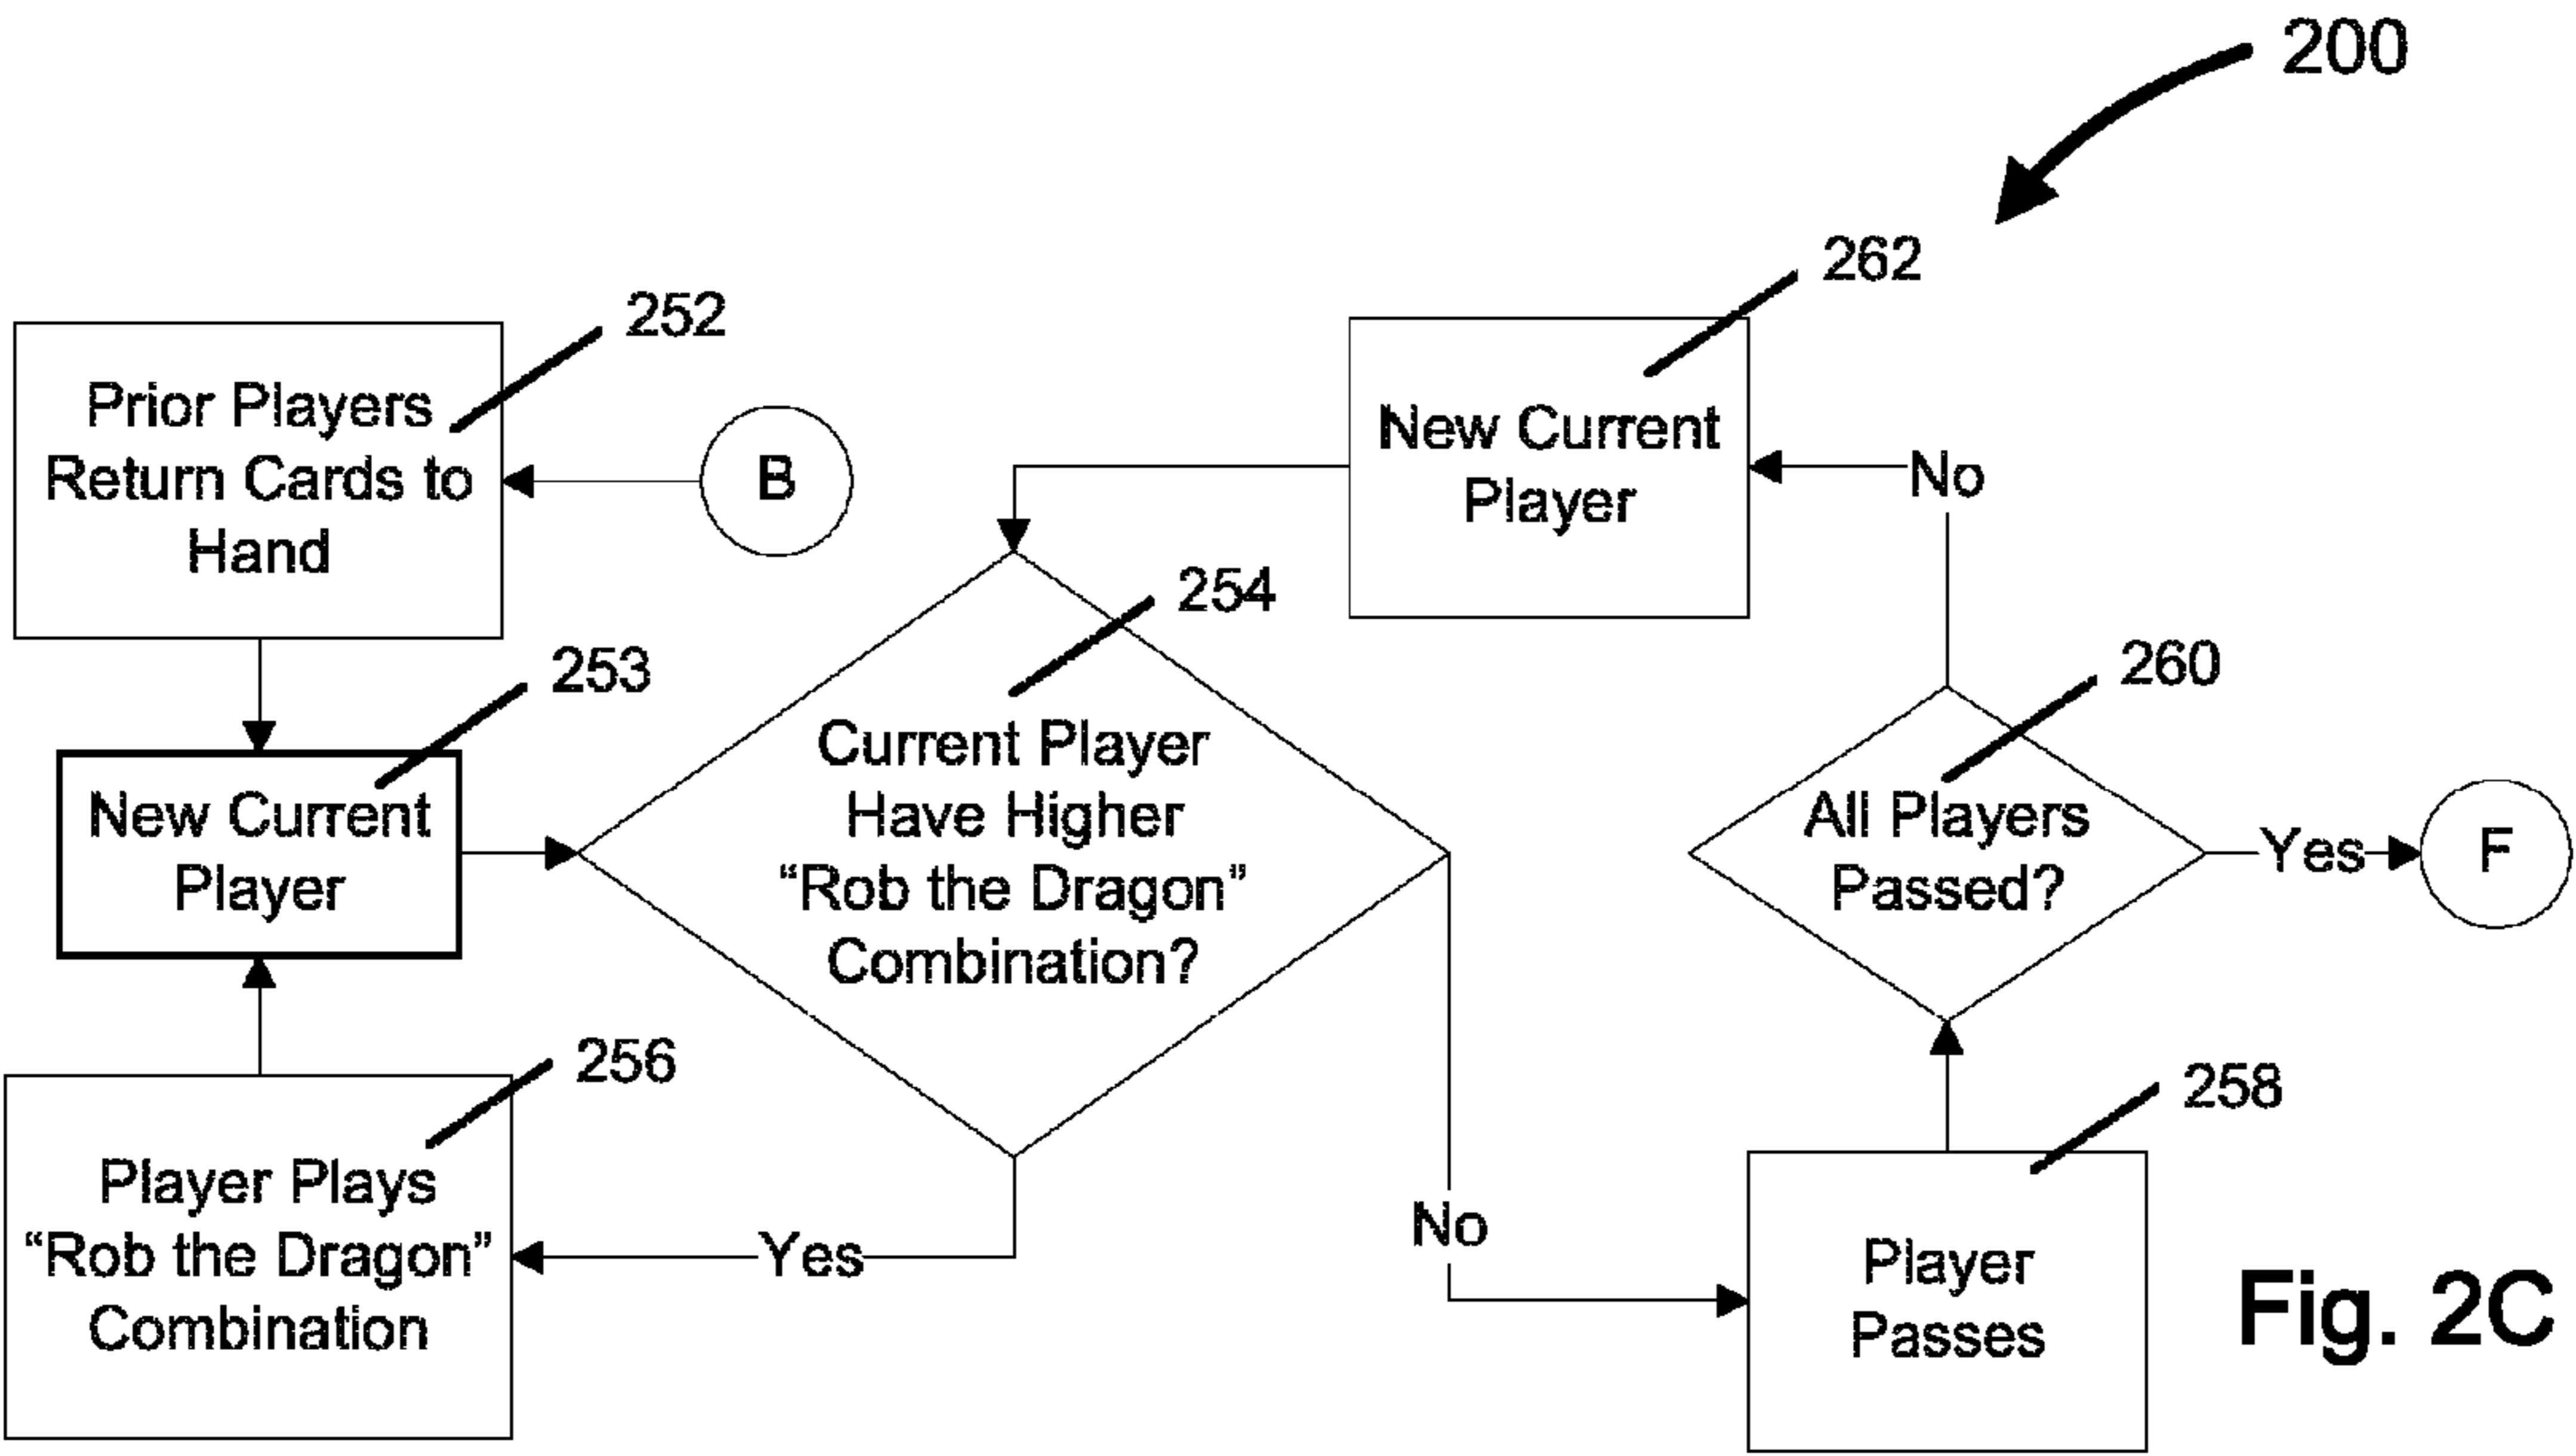 200
262
252
Prior Players
Return Cards to
Hand
B
New Current
Player
No
254
253
260
New Current
Player
Current Player
Have Higher
“Rob the Dragon”
Combination?
All Players
Passed?
Yes
F
256
258
Player Plays
“Rob the Dragon”
Combination
Yes
No
Player
Passes
Fig. 2C